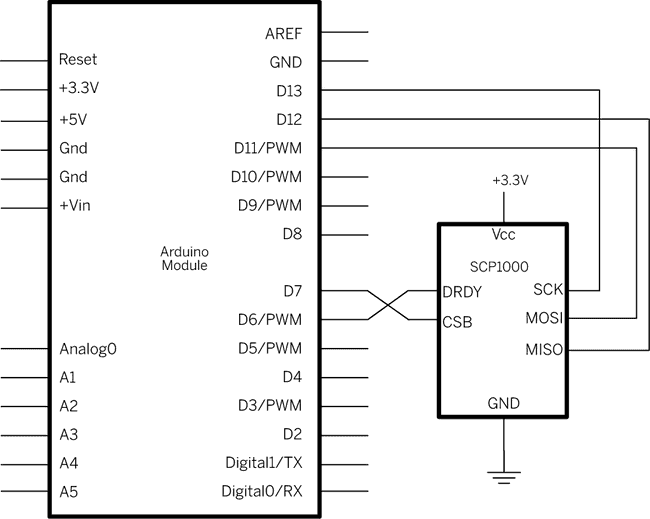 Reset
+3.3V
+5V
Gnd
Gnd
+Vin
Analog0
A1
A2
A3
A4
A5
Arduino
Module
AREF
GND
D13
D12
D11/PWM
D10/PWM
D9/PWM
D8
D7
D6/PWM
D5/PWM
D4
D3/PWM
D2
Digital1/TX
Digital0/RX
+3.3V
Vcc
SCP1000
DRDY
CSB
SCK
MOSI
MISO
GND